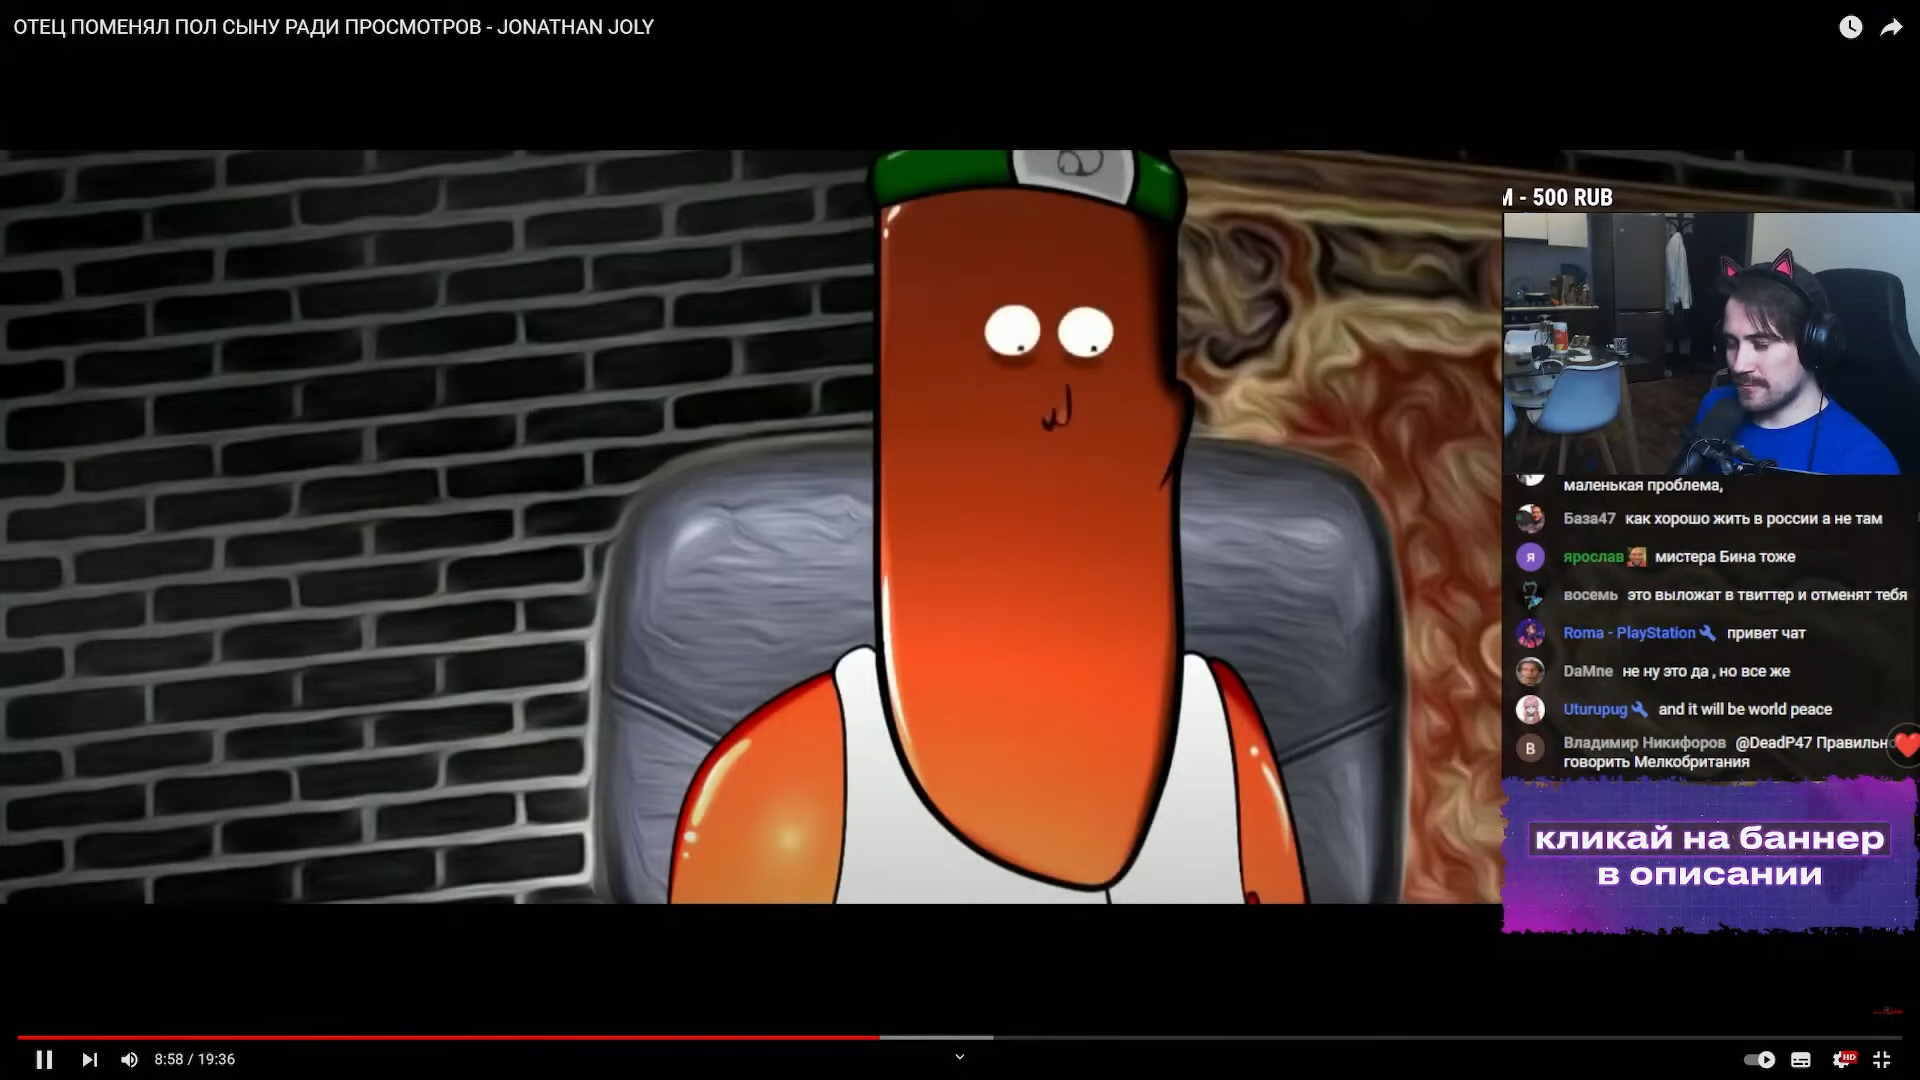 ОТЕЦ ПОМЕНЯЛ ПОЛ СЫНУ РАДИ ПРОСМОТРОВ - JONATHAN JOLY
- 500 RUB
маленькая проблема,
База47 как хорошо жить в россии а не там
Я ярослав мистера Бина тоже
восемь это выложат в твиттер и отменят тебя
Roma - PlayStation привет чат
DaMne не ну это да , но все же
Uturupug and it will be world peace
В Владимир Никифоров @DeadP47 Правильно
говорить Мелкобритания
кликай на баннер
в описании
8:58 / 19:36
HD